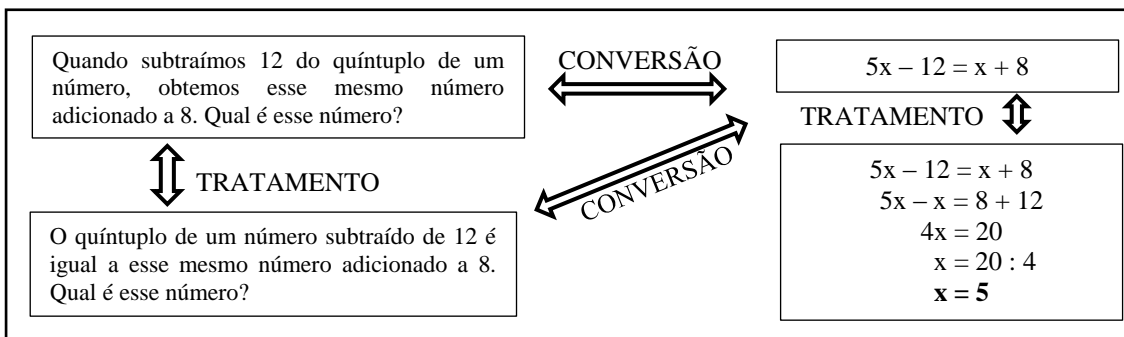 Quando subtraímos 12 do quíntuplo de um
número, obtemos esse mesmo número
adicionado a 8. Qual é esse número?
CONVERSÃO
5x – 12 = x + 8
TRATAMENTO
TRATAMENTO
CONVERSÃO
O quíntuplo de um número subtraído de 12 é
igual a esse mesmo número adicionado a 8.
Qual é esse número?
5x – 12 = x + 8
5x – x = 8 + 12
4x = 20
x = 20 : 4
x = 5